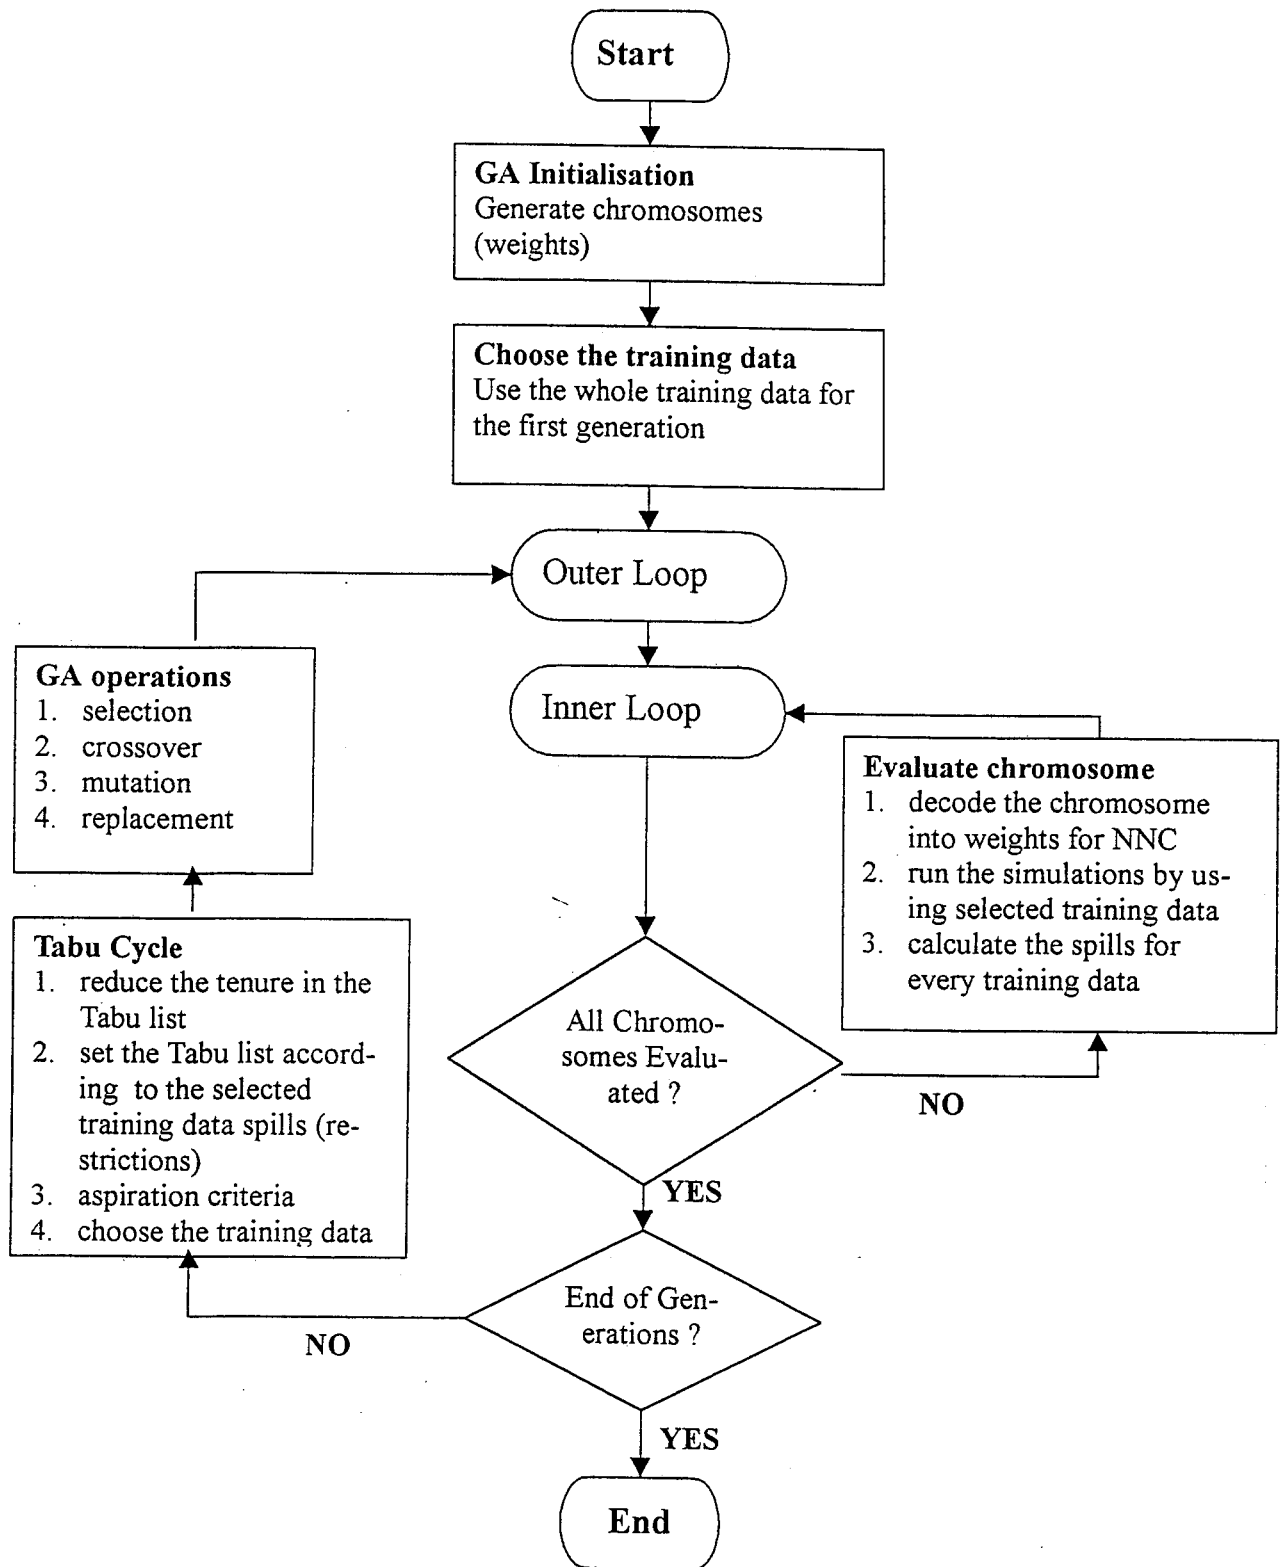 Start
GA Initialisation
Generate chromosomes
(weights)
Choose the training data
Use the whole training data for
the first generation
Outer Loop
Inner Loop
GA operations
1. selection
2. crossover
3. mutation
4. replacement
Evaluate chromosome
1. decode the chromosome
into weights for NNC
2. run the simulations by us-
ing selected training data
3. calculate the spills for
every training data
Tabu Cycle
1. reduce the tenure in the
Tabu list
2. set the Tabu list accord-
ing to the selected
training data spills (re-
strictions)
3. aspiration criteria
4. choose the training data
All Chromo-
somes Evalu-
ated ?
NO
YES
End of Gen-
erations ?
NO
YES
End